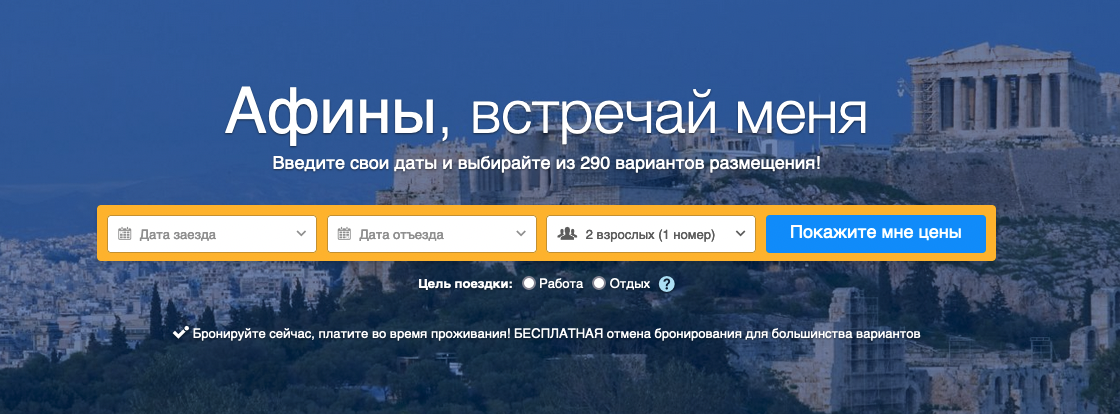 Афины, встречай меня
Введите свои даты и выбирайте из 290 вариантов размещения!
Дата заезда
Дата отъезда
2 взрослых (1 номер)
Покажите мне цены
Цель поездки: Работа Отдых ?
Бронируйте сейчас, платите во время проживания! БЕСПЛАТНАЯ отмена бронирования для большинства вариантов